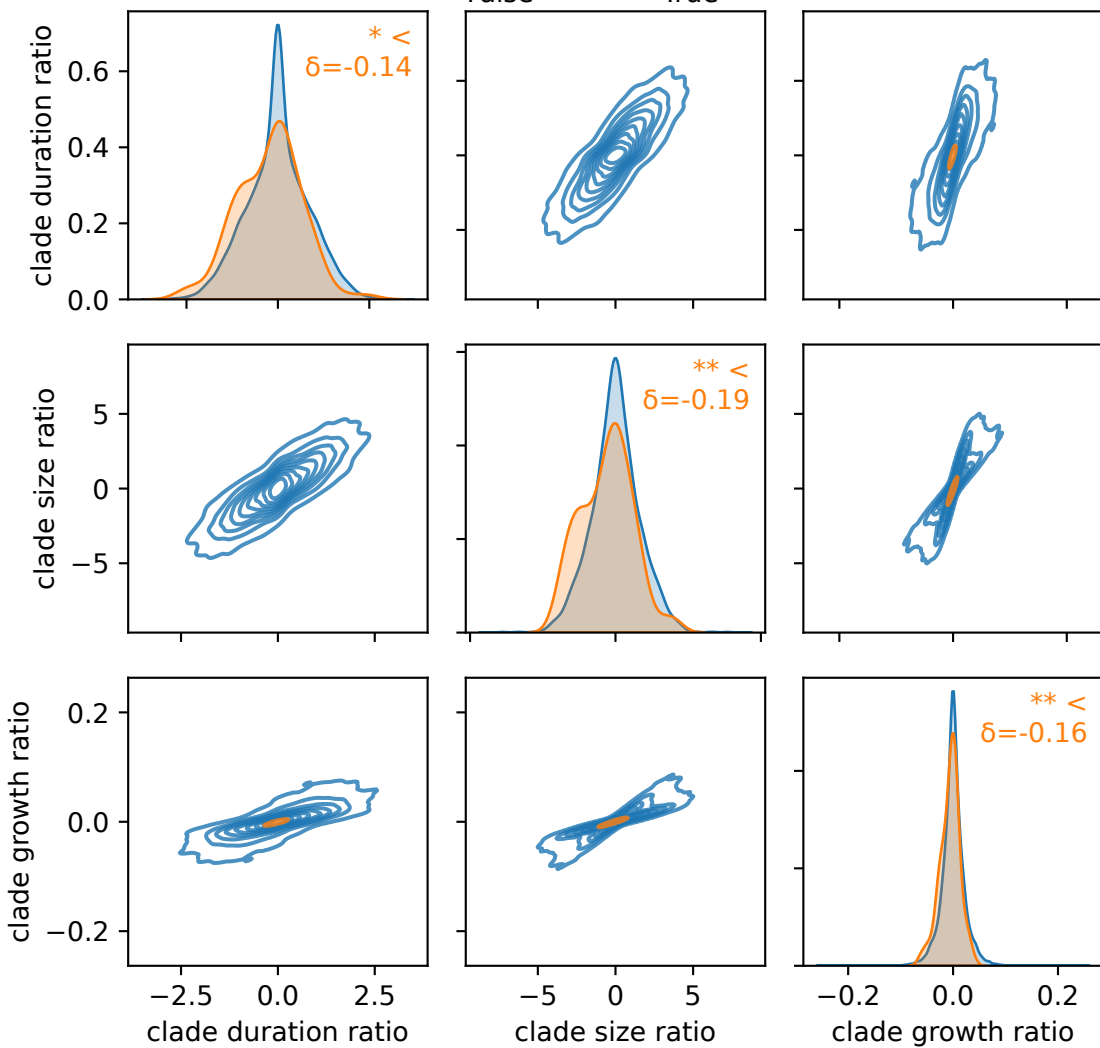 * <
δ=-0.14
clade duration ratio
0.6
0.4
0.2
0.0
** <
δ=-0.19
clade size ratio
5
0
−5
** <
δ=-0.16
clade growth ratio
0.2
0.0
−0.2
−2.5 0.0 2.5 −5 0 5 −0.2 0.0 0.2
clade duration ratio clade size ratio clade growth ratio